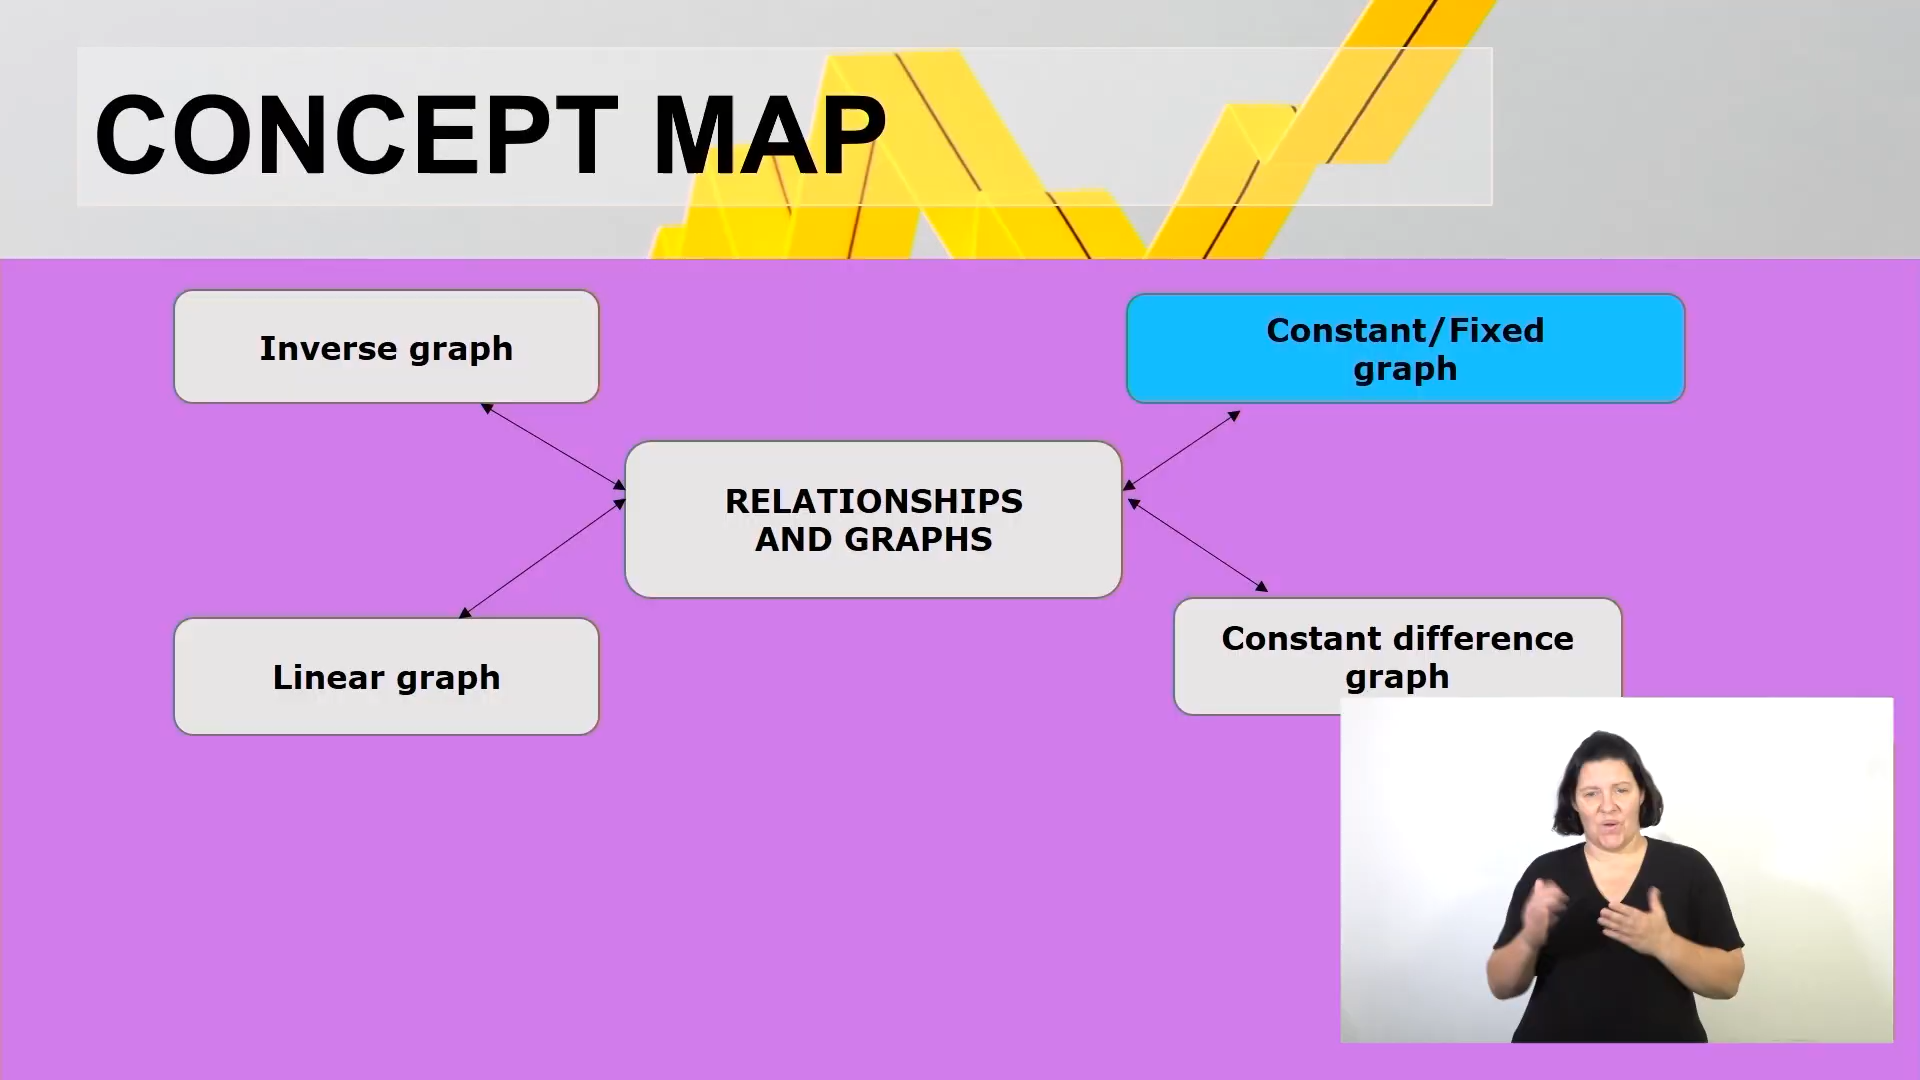 CONCEPT MAP
Inverse graph
Constant/Fixed
graph
RELATIONSHIPS
AND GRAPHS
Linear graph
Constant difference
graph